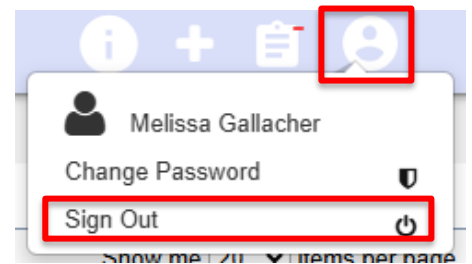 Melissa Gallacher
Change Password
Sign Out
Show me 20 items per page